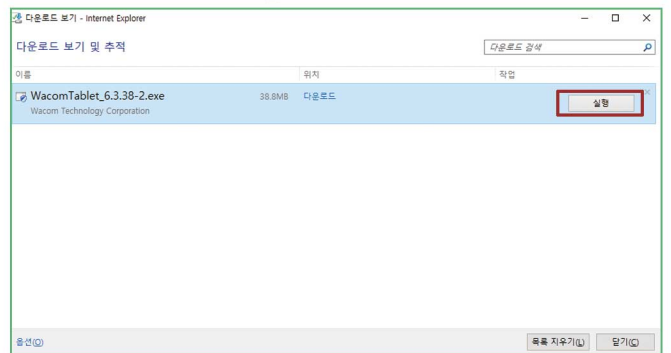 다운로드 보기 - Internet Explorer
다운로드 보기 및 추적
다운로드 검색
이름 위치 작업
WacomTablet_6.3.38-2.exe 38.8MB 다운로드 실행
Wacom Technology Corporation
옵션(O) 목록 지우기(L) 닫기(C)